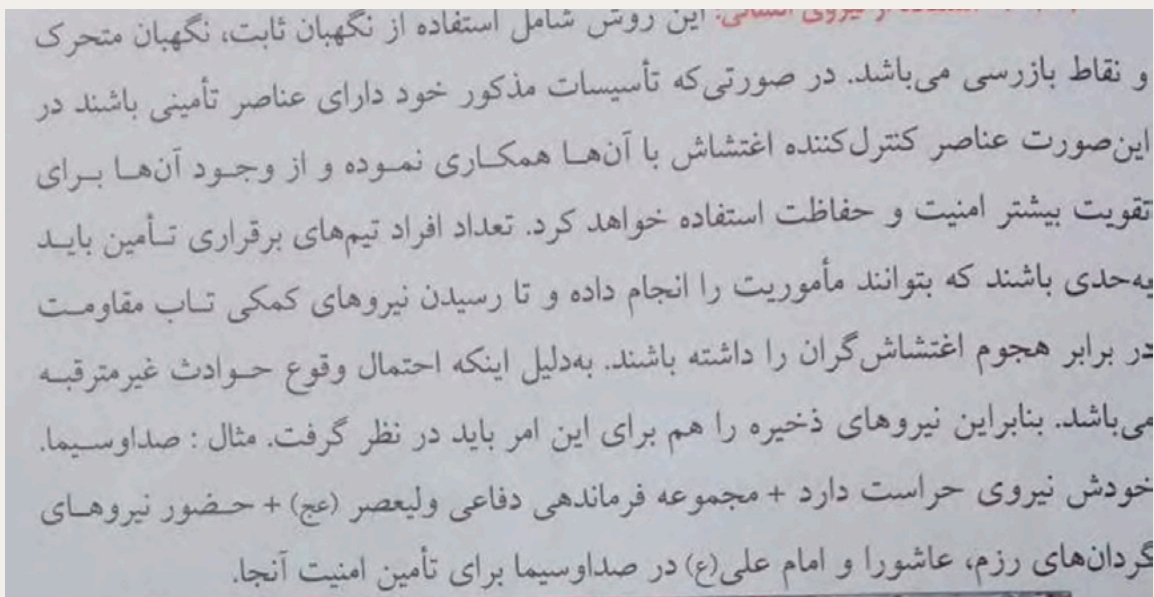 استفاده از نیروی انسانی: این روش شامل استفاده از نگهبان ثابت، نگهبان متحرک
و نقاط بازرسی می‌باشد. در صورتی‌که تأسیسات مذکور خود دارای عناصر تأمینی باشند در
این‌صورت عناصر کنترل‌کننده اغتشاش با آن‌ها همکاری نموده و از وجود آن‌ها برای
تقویت بیشتر امنیت و حفاظت استفاده خواهد کرد. تعداد افراد تیم‌های برقراری تأمین باید
به‌حدی باشند که بتوانند مأموریت را انجام داده و تا رسیدن نیروهای کمکی تاب مقاومت
در برابر هجوم اغتشاش‌گران را داشته باشند. به‌دلیل اینکه احتمال وقوع حوادث غیرمترقبه
می‌باشد. بنابراین نیروهای ذخیره را هم برای این امر باید در نظر گرفت. مثال : صداوسیما.
خودش نیروی حراست دارد + مجموعه فرماندهی دفاعی ولیعصر (عج) + حضور نیروهای
گردان‌های رزم، عاشورا و امام علی(ع) در صداوسیما برای تأمین امنیت آنجا.